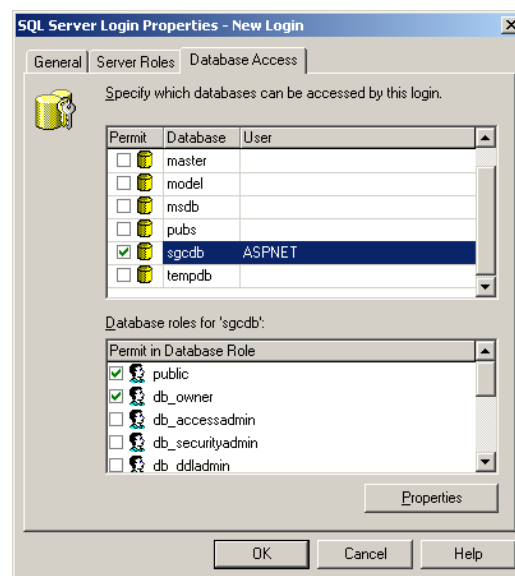 SQL Server Login Properties - New Login
General Server Roles Database Access
Specify which databases can be accessed by this login.
Permit Database User
master
model
msdb
pubs
sgcdb ASPNET
tempdb
Database roles for 'sgcdb':
Permit in Database Role
public
db_owner
db_accessadmin
db_securityadmin
db_ddladmin
Properties
OK Cancel Help